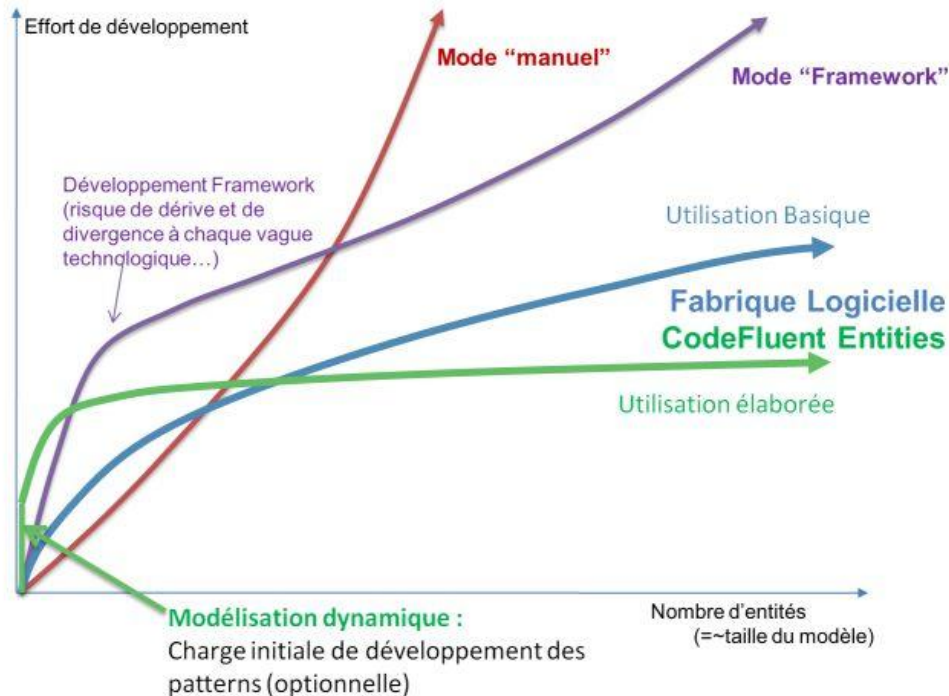 Effort de développement
Mode “manuel”
Mode “Framework”
Développement Framework
(risque de dérive et de
divergence à chaque vague
technologique…)
Utilisation Basique
Fabrique Logicielle
CodeFluent Entities
Utilisation élaborée
Modélisation dynamique :
Charge initiale de développement des
patterns (optionnelle)
Nombre d’entités
(=~taille du modèle)